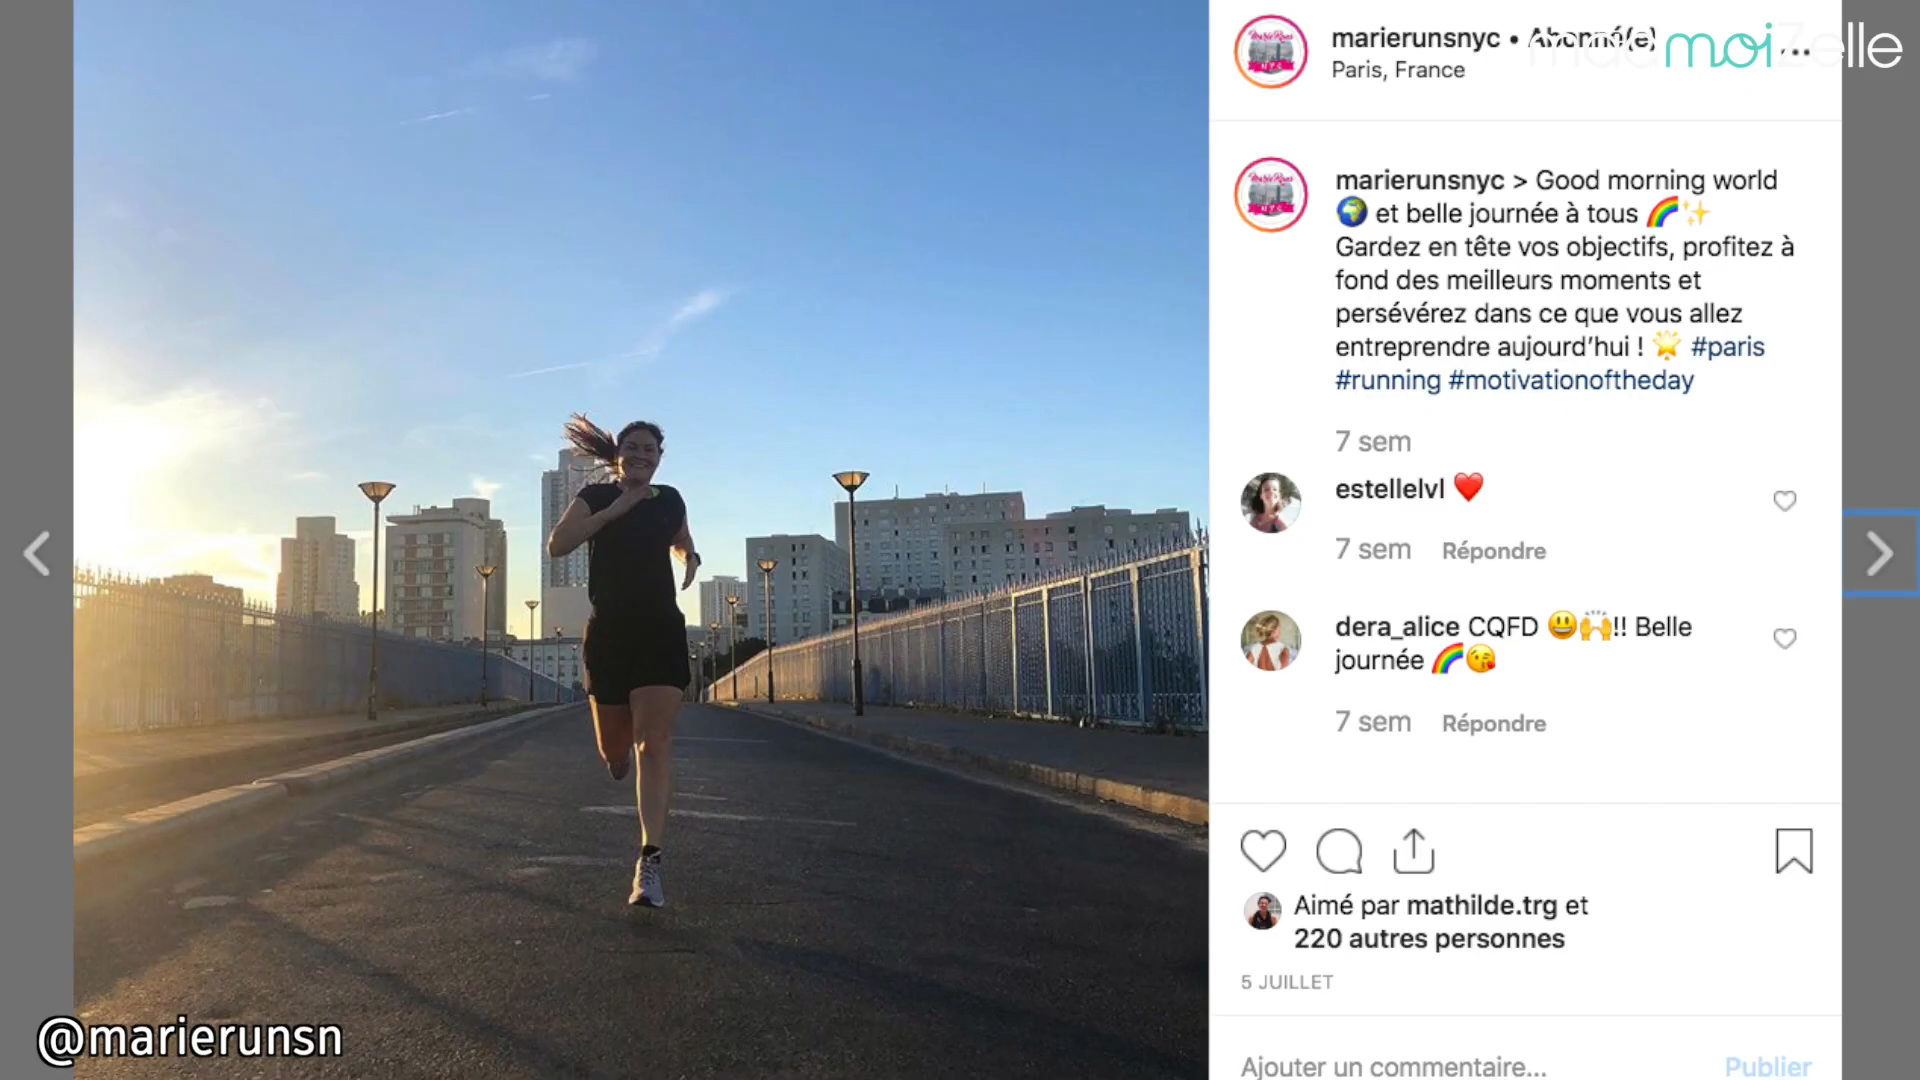 marierunsnyc • Abonné(e)
madmoiZelle
Paris, France
marierunsnyc > Good morning world
🌍 et belle journée à tous 🌈✨
Gardez en tête vos objectifs, profitez à
fond des meilleurs moments et
persévérez dans ce que vous allez
entreprendre aujourd’hui ! 🌟 #paris
#running #motivationoftheday
7 sem
estellelvl ❤️
7 sem Répondre
dera_alice CQFD 😃🙌!! Belle
journée 🌈😘
7 sem Répondre
Aimé par mathilde.trg et
220 autres personnes
5 JUILLET
Ajouter un commentaire... Publier
@marierunsn